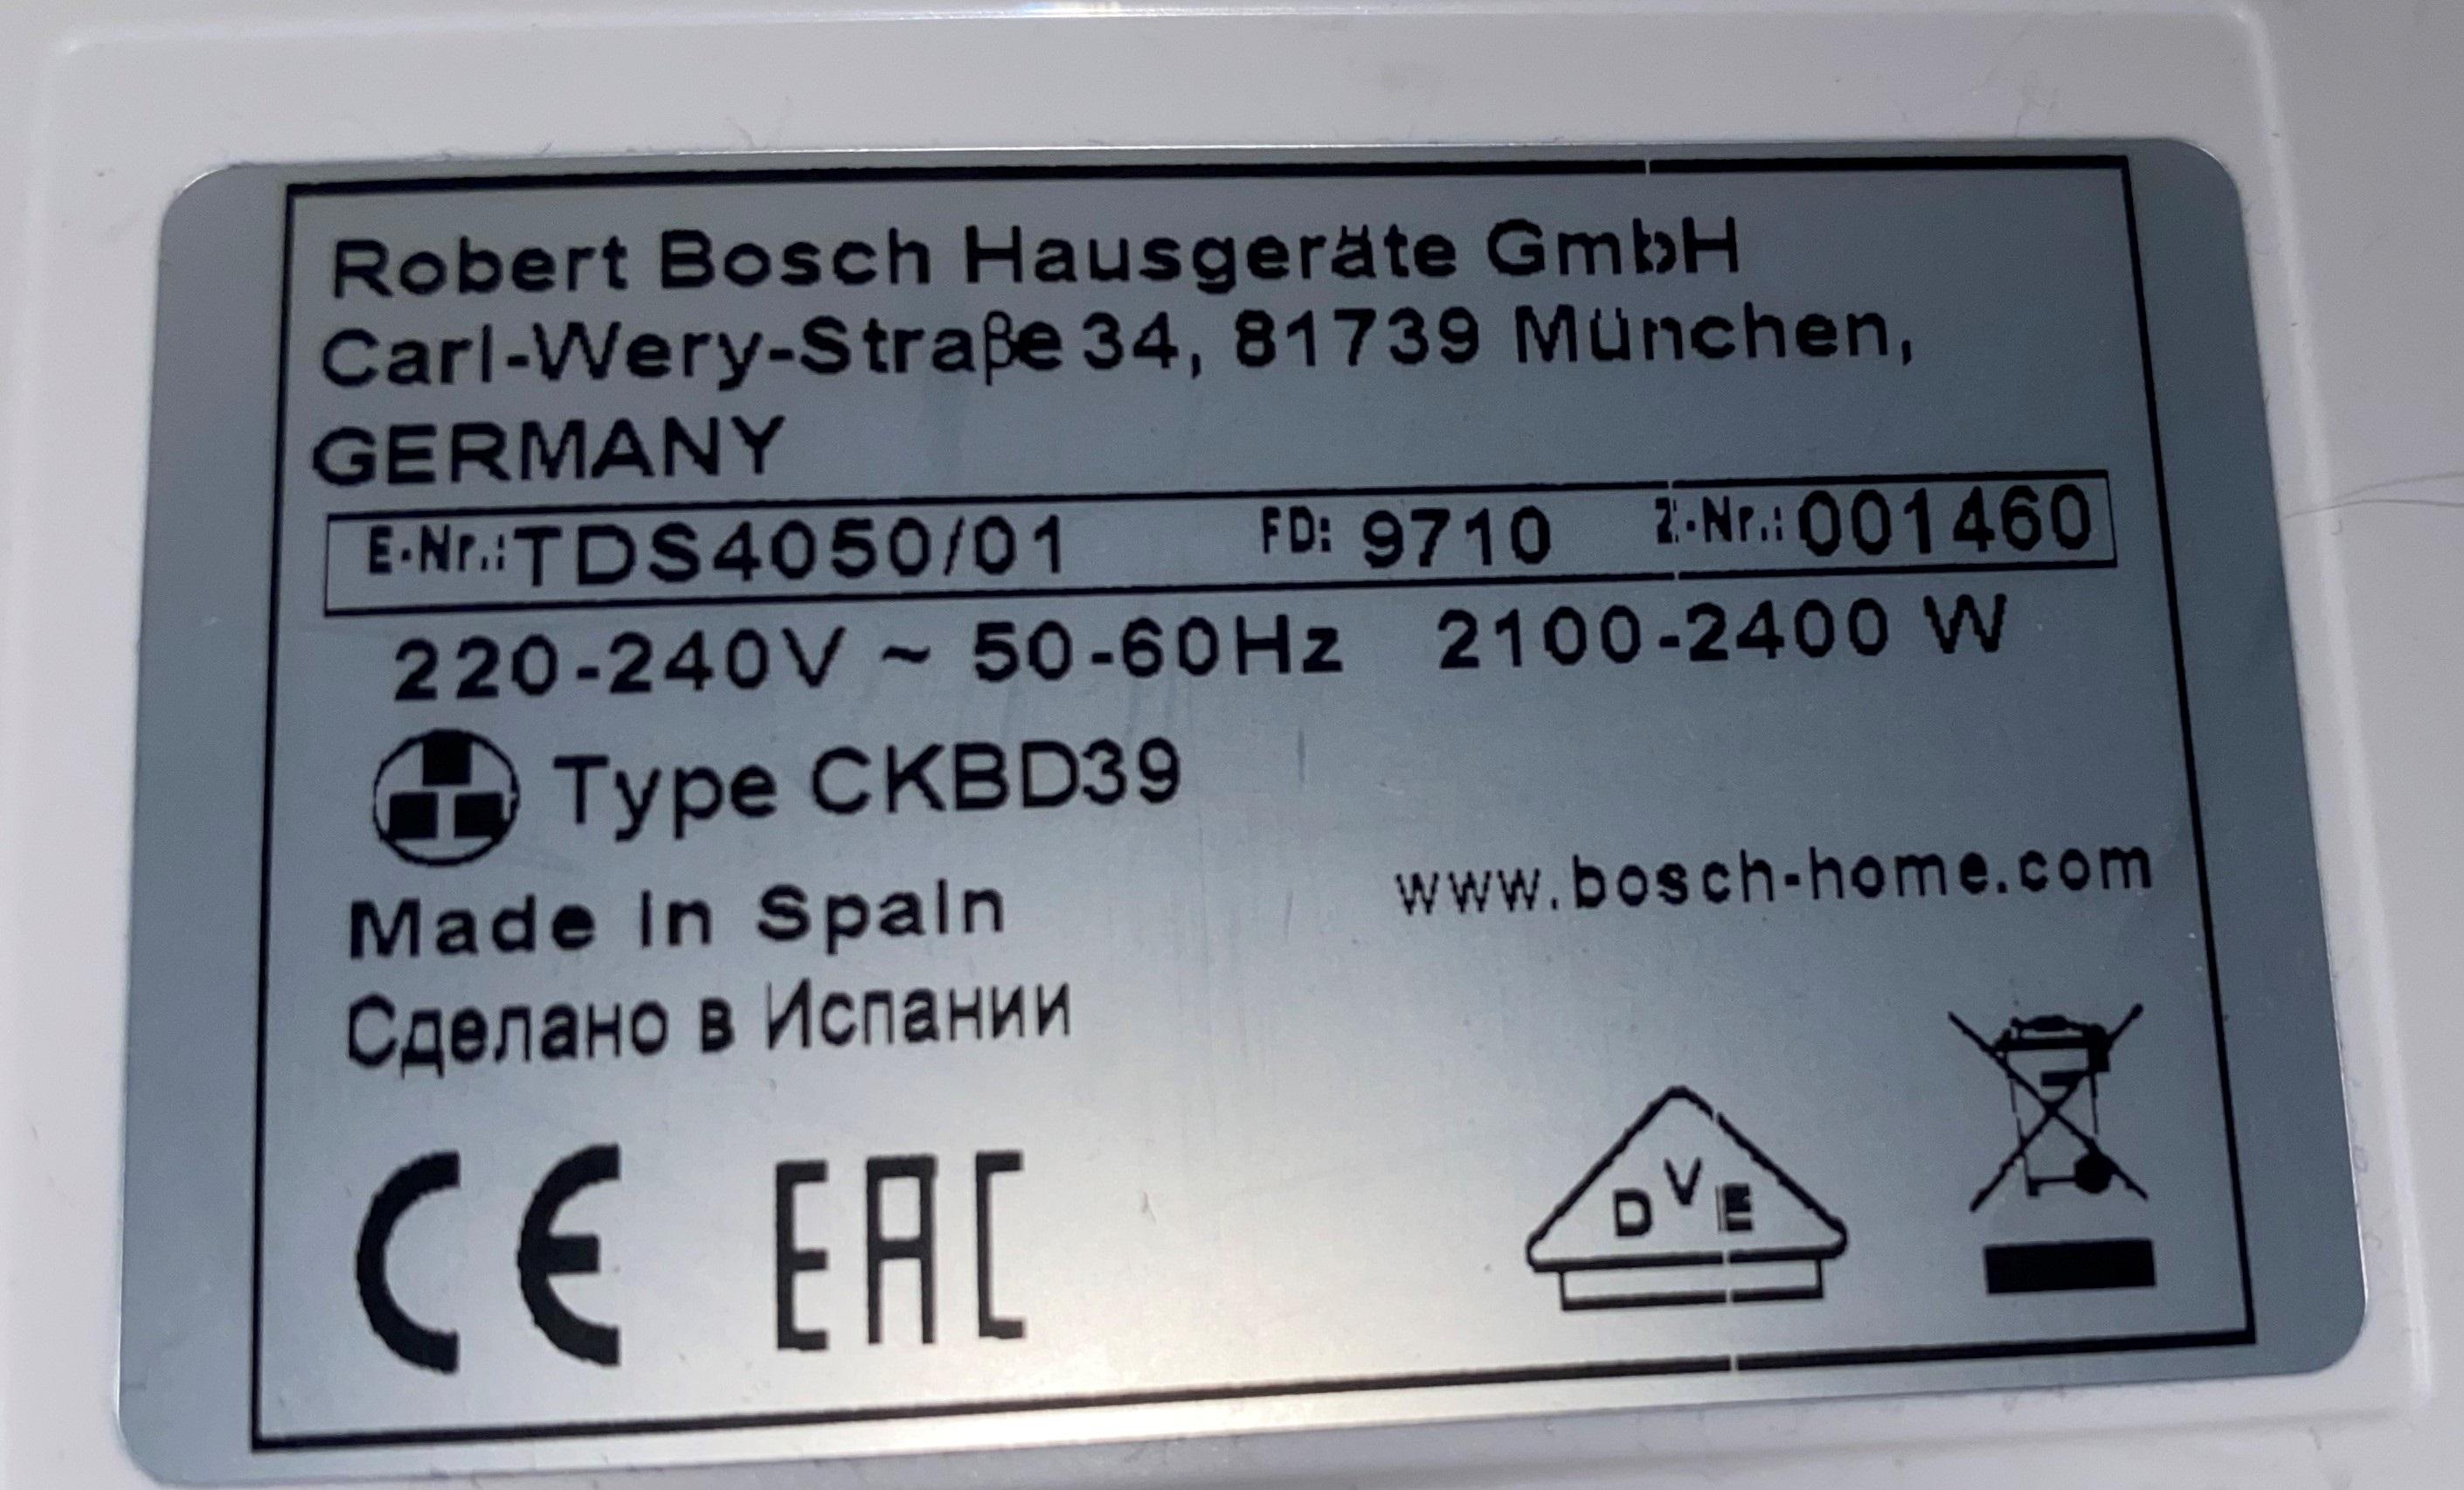 Robert Bosch Hausgeräte GmbH
Carl-Wery-Straße 34, 81739 München,
GERMANY
E-Nr.: TDS4050/01 FD: 9710 Z-Nr.: 001460
220-240V ~ 50-60Hz 2100-2400 W
Type CKBD39
Made in Spain
www.bosch-home.com
Сделано в Испании
CE EAC
DVE